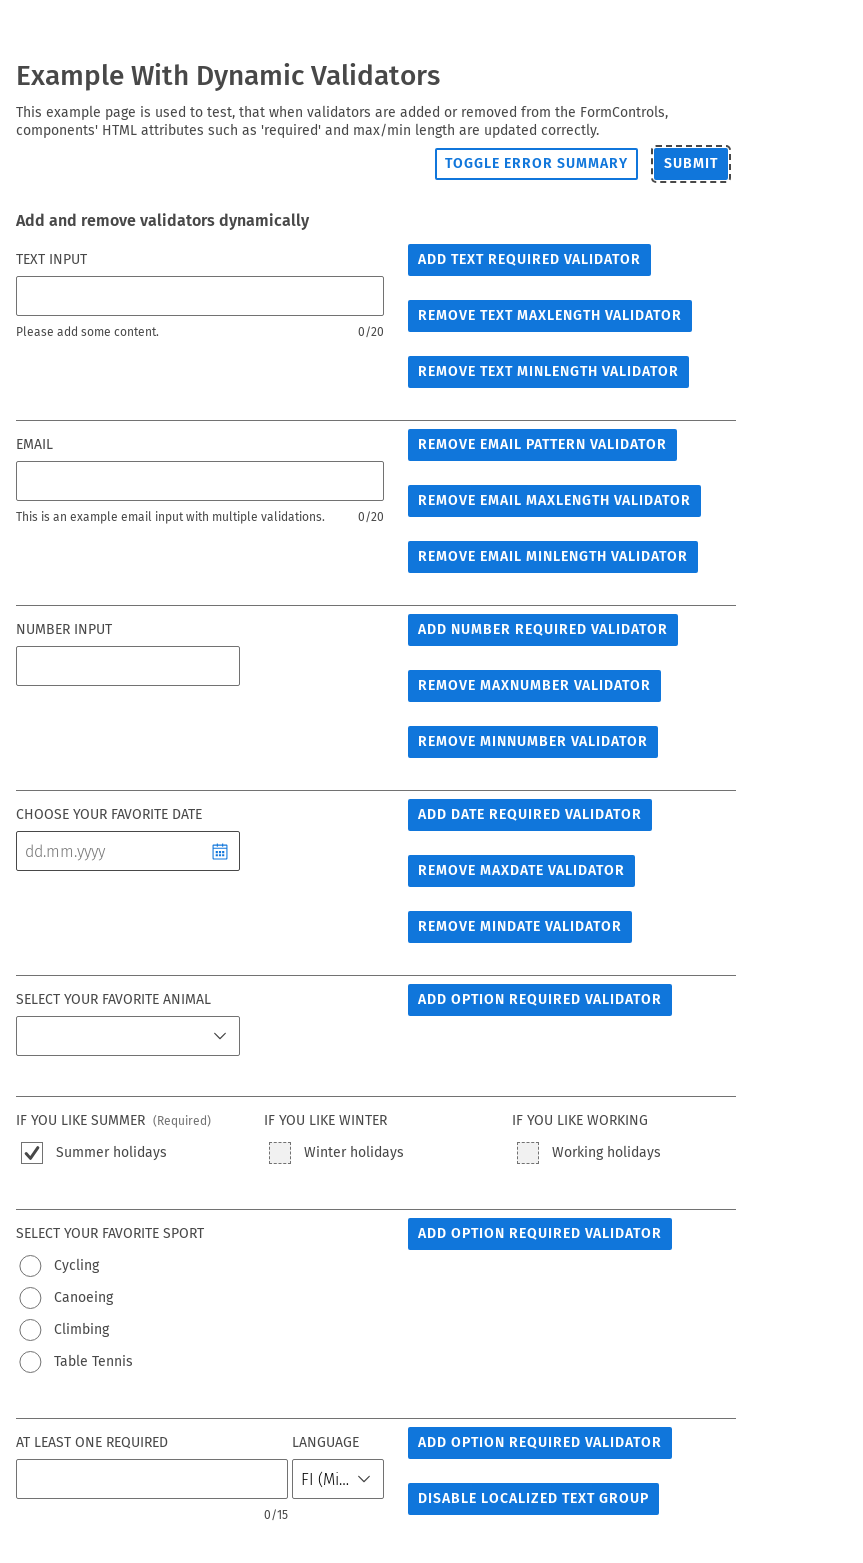 Example With Dynamic Validators
This example page is used to test, that when validators are added or removed from the FormControls,
components' HTML attributes such as 'required' and max/min length are updated correctly.
TOGGLE ERROR SUMMARY
SUBMIT
Add and remove validators dynamically
TEXT INPUT
Please add some content.
0/20
ADD TEXT REQUIRED VALIDATOR
REMOVE TEXT MAXLENGTH VALIDATOR
REMOVE TEXT MINLENGTH VALIDATOR
EMAIL
This is an example email input with multiple validations.
0/20
REMOVE EMAIL PATTERN VALIDATOR
REMOVE EMAIL MAXLENGTH VALIDATOR
REMOVE EMAIL MINLENGTH VALIDATOR
NUMBER INPUT
ADD NUMBER REQUIRED VALIDATOR
REMOVE MAXNUMBER VALIDATOR
REMOVE MINNUMBER VALIDATOR
CHOOSE YOUR FAVORITE DATE
dd.mm.yyyy
ADD DATE REQUIRED VALIDATOR
REMOVE MAXDATE VALIDATOR
REMOVE MINDATE VALIDATOR
SELECT YOUR FAVORITE ANIMAL
ADD OPTION REQUIRED VALIDATOR
IF YOU LIKE SUMMER (Required)
Summer holidays
IF YOU LIKE WINTER
Winter holidays
IF YOU LIKE WORKING
Working holidays
SELECT YOUR FAVORITE SPORT
Cycling
Canoeing
Climbing
Table Tennis
ADD OPTION REQUIRED VALIDATOR
AT LEAST ONE REQUIRED
0/15
LANGUAGE
FI (Mi...
ADD OPTION REQUIRED VALIDATOR
DISABLE LOCALIZED TEXT GROUP